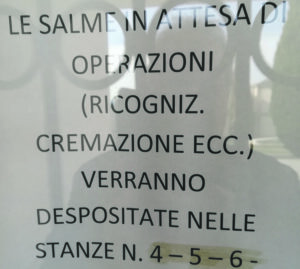 LE SALME IN ATTESA DI
OPERAZIONI
(RICOGNIZ.
CREMAZIONE ECC.)
VERRANNO
DESPOSITATE NELLE
STANZE N. 4 – 5 – 6 -